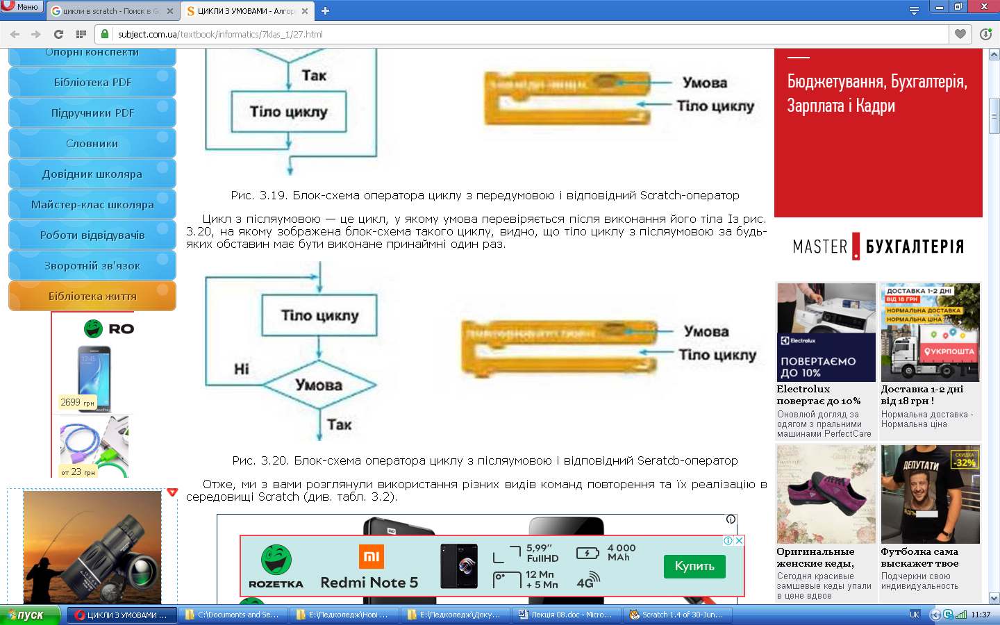 Меню
цикли в scratch - Поиск в Go
ЦИКЛИ З УМОВАМИ - Алгор
subject.com.ua/textbook/informatics/7klas_1/27.html
Опорні конспекти
Бібліотека PDF
Підручники PDF
Словники
Довідник школяра
Майстер-клас школяра
Роботи відвідувачів
Зворотній зв'язок
Бібліотека життя
RO
2699 грн
от 23 грн
Так
Тіло циклу
Умова
Тіло циклу
Рис. 3.19. Блок-схема оператора циклу з передумовою і відповідний Scratch-оператор
Цикл з післяумовою — це цикл, у якому умова перевіряється після виконання його тіла Із рис.
3.20, на якому зображена блок-схема такого циклу, видно, що тіло циклу з післяумовою за будь-
яких обставин має бути виконане принаймні один раз.
Тіло циклу
Ні
Умова
Так
Умова
Тіло циклу
Рис. 3.20. Блок-схема оператора циклу з післяумовою і відповідний Seratcb-оператор
Отже, ми з вами розглянули використання різних видів команд повторення та їх реалізацію в
середовищі Scratch (див. табл. 3.2).
WD
ROZETKA
Redmi Note 5
5,99″
FullHD
4 000
MAh
12 Мп
+ 5 Мп
4G
Купить
Бюджетування, Бухгалтерія,
Зарплата і Кадри
MASTER БУХГАЛТЕРІЯ
Electrolux
ПОВЕРТАЄМО
ДО 10%
Electrolux
повертає до 10%
Оновлюй догляд за
одягом з пральними
машинами PerfectCare
ДОСТАВКА 1-2 ДНІ
ВІД 18 ГРН
НОРМАЛЬНА ДОСТАВКА
НОРМАЛЬНА ЦІНА
УКРПОШТА
Доставка 1-2 дні
від 18 грн !
Нормальна доставка -
Нормальна ціна
Оригинальные
женские кеды,
Сегодня красивые
замшевые кеды упали
в цене вдвое
СКИДКА
-32%
ДЕПУТАТИ
Футболка сама
выскажет твое
Подчеркни свою
индивидуальность
пуск
ЦИКЛИ З УМОВАМИ ...
C:\Documents and Se...
E:\Педколедж\Нові ...
E:\Педколедж\Доку...
Лекція 08.doc - Micro...
Scratch 1.4 of 30-Jun...
UK
11:37